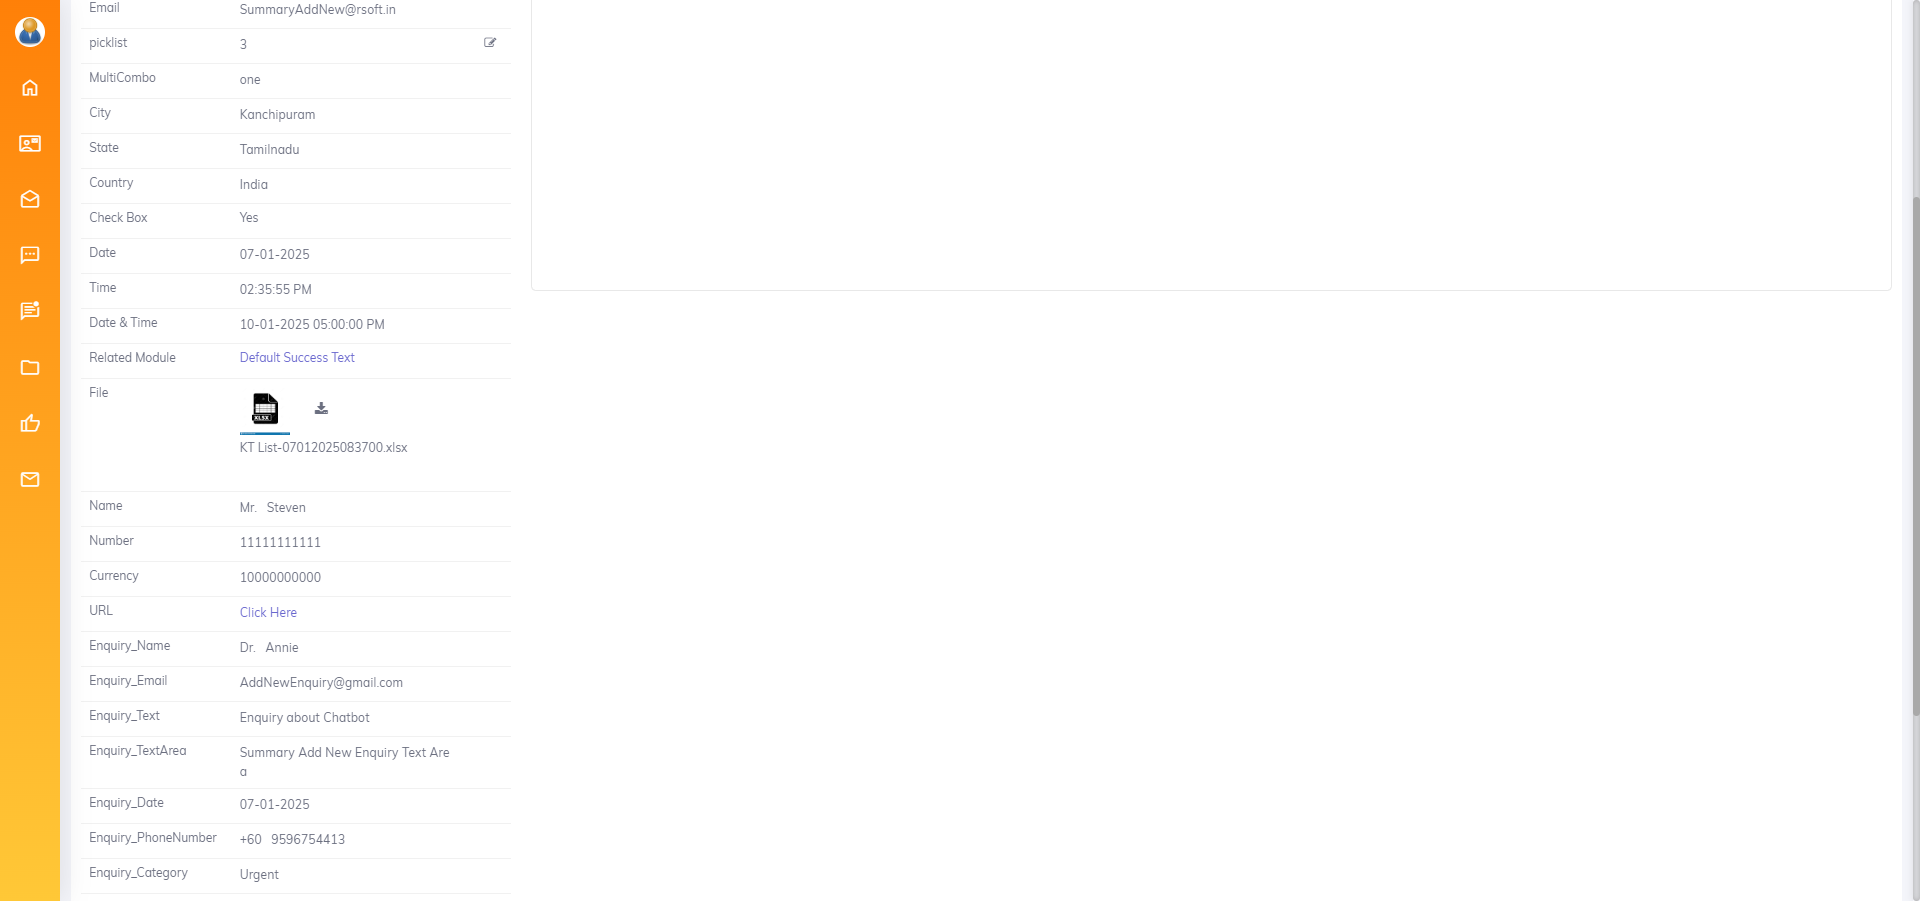 Email SummaryAddNew@rsoft.in
picklist 3
MultiCombo one
City Kanchipuram
State Tamilnadu
Country India
Check Box Yes
Date 07-01-2025
Time 02:35:55 PM
Date & Time 10-01-2025 05:00:00 PM
Related Module Default Success Text
File
XLSX
KT List-07012025083700.xlsx
Name Mr. Steven
Number 11111111111
Currency 10000000000
URL Click Here
Enquiry_Name Dr. Annie
Enquiry_Email AddNewEnquiry@gmail.com
Enquiry_Text Enquiry about Chatbot
Enquiry_TextArea Summary Add New Enquiry Text Are
a
Enquiry_Date 07-01-2025
Enquiry_PhoneNumber +60 9596754413
Enquiry_Category Urgent